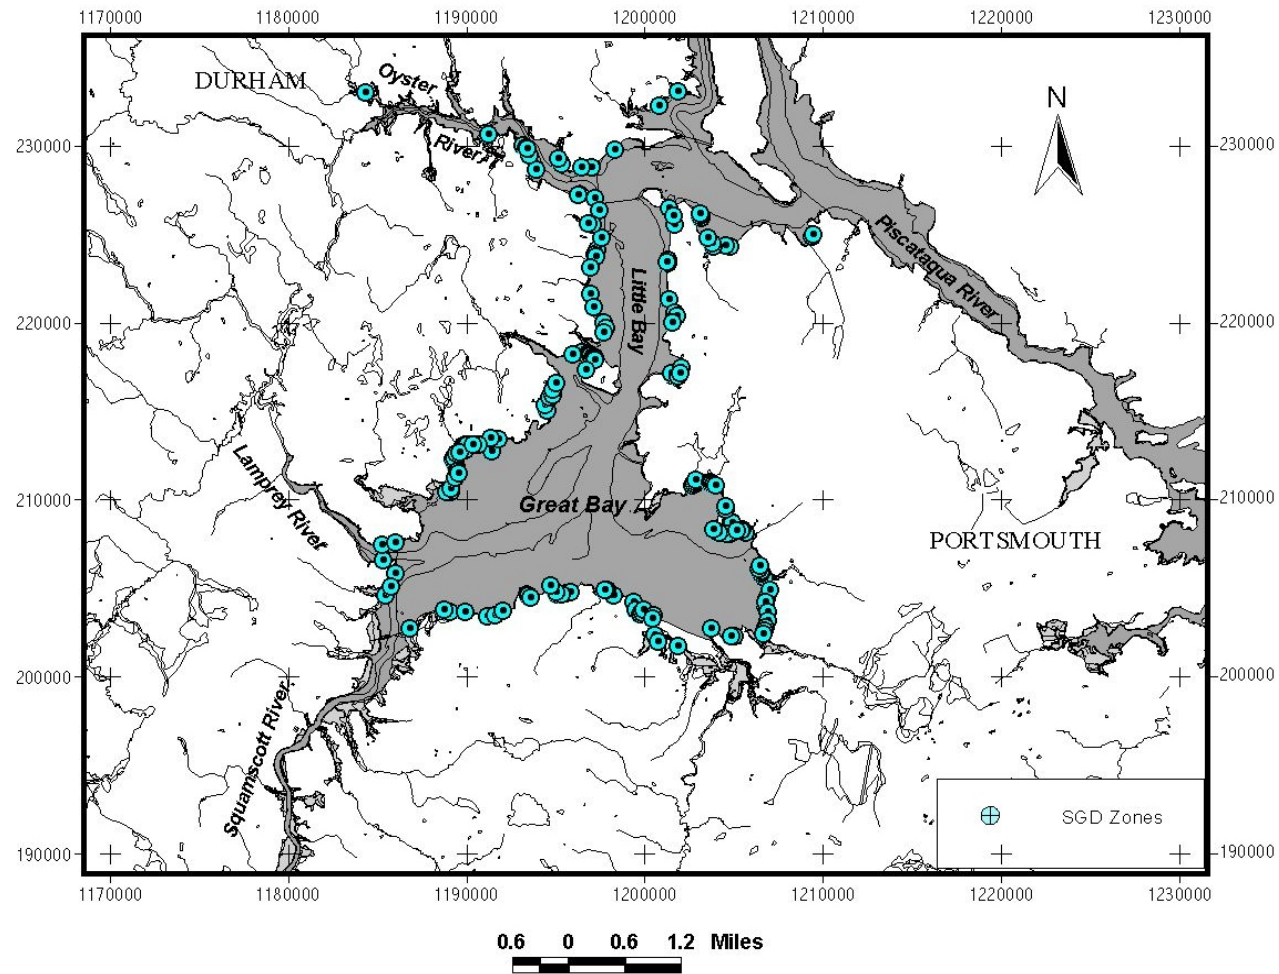 1170000 1180000 1190000 1200000 1210000 1220000 1230000
DURHAM
Oyster
River
N
230000 230000
Piscataqua River
Little Bay
220000 220000
Lamprey River
210000 210000
Great Bay
PORTSMOUTH
200000 200000
Squamscott River
SGD Zones
190000 190000
1170000 1180000 1190000 1200000 1210000 1220000 1230000
0.6 0 0.6 1.2 Miles